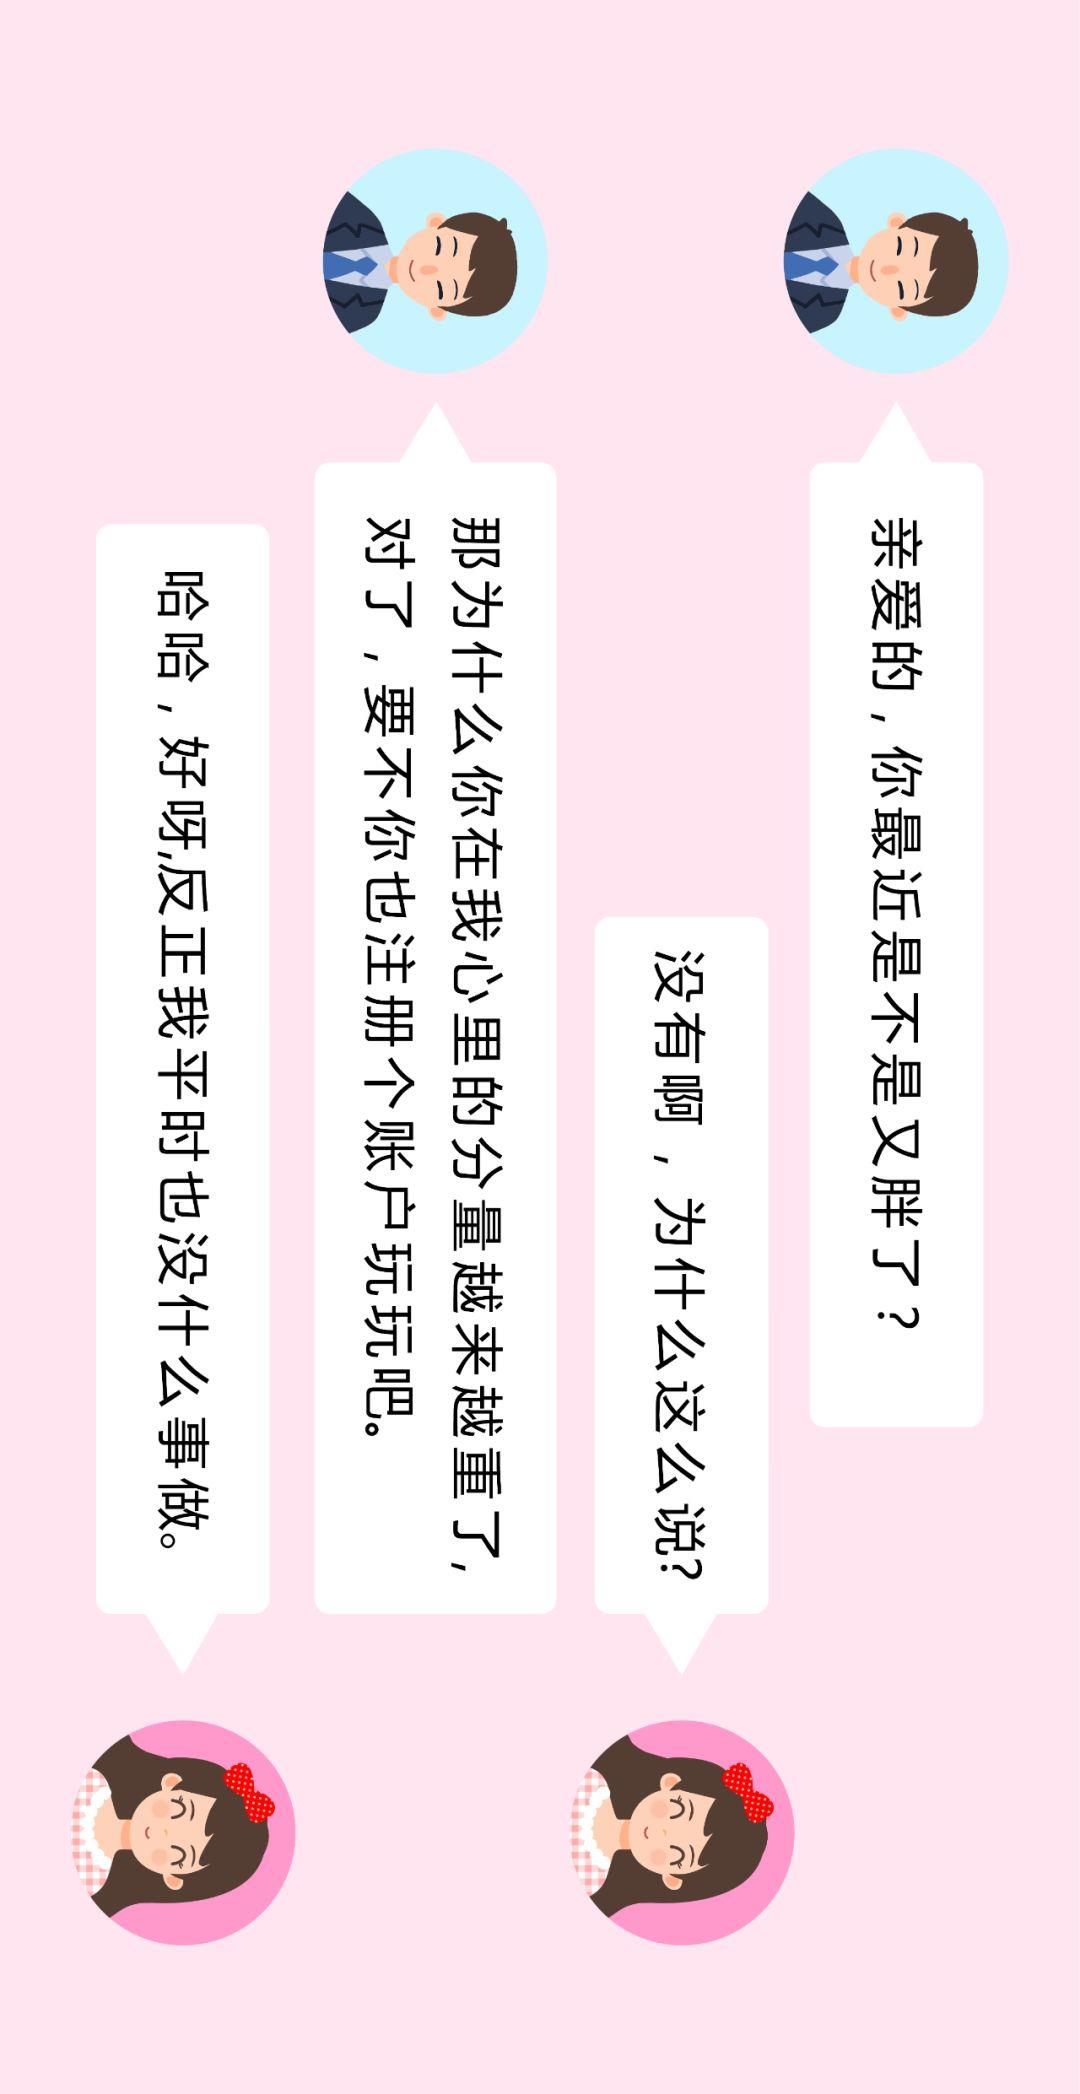 亲爱的，你最近是不是又胖了？
没有啊，为什么这么说？
那为什么你在我心里的分量越来越重了，
对了，要不你也注册个账户玩玩吧。
哈哈，好呀,反正我平时也没什么事做。